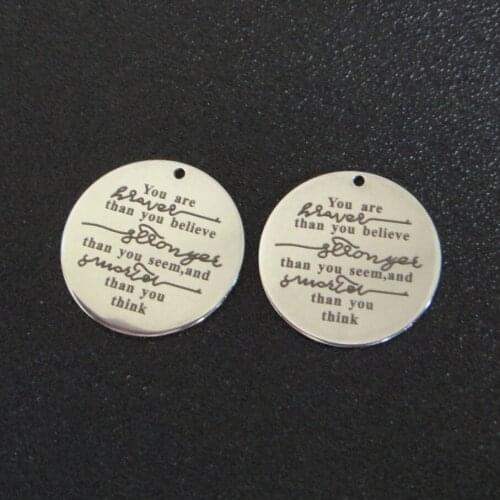 You are
braver
than you believe
stronger
than you seem,and
smarter
than you
think
You are
braver
than you believe
stronger
than you seem,and
smarter
than you
think